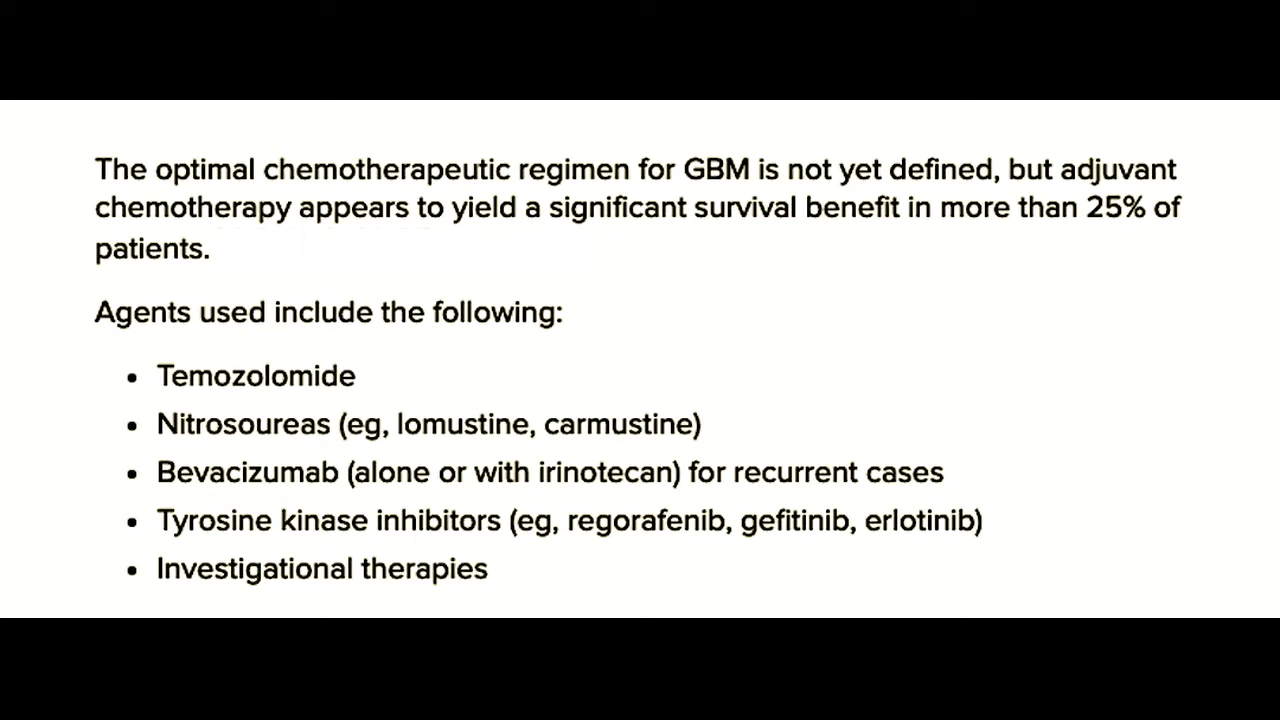 The optimal chemotherapeutic regimen for GBM is not yet defined, but adjuvant
chemotherapy appears to yield a significant survival benefit in more than 25% of
patients.
Agents used include the following:
• Temozolomide
• Nitrosoureas (eg, lomustine, carmustine)
• Bevacizumab (alone or with irinotecan) for recurrent cases
• Tyrosine kinase inhibitors (eg, regorafenib, gefitinib, erlotinib)
• Investigational therapies